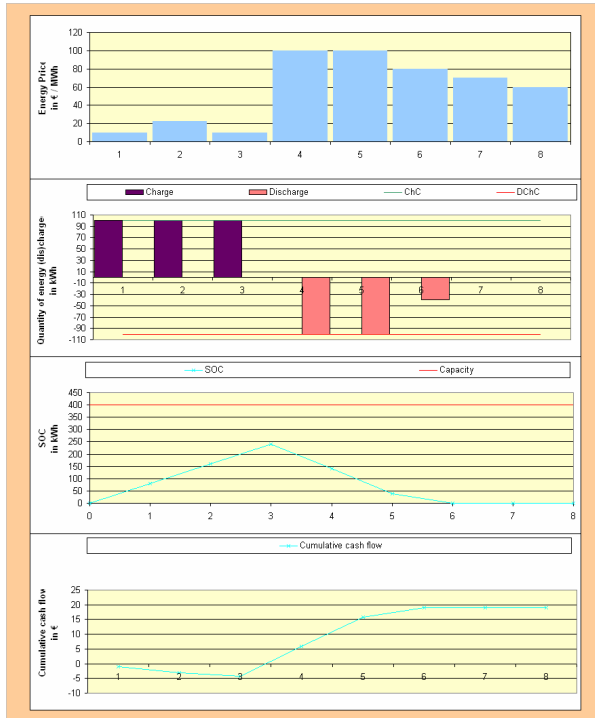 Energy Price
in € / MWh
120
100
80
60
40
20
0
1 2 3 4 5 6 7 8
Charge Discharge ChC DChC
Quantity of energy (dis)charge
in kWh
110
90
70
50
30
10
-10
-30
-50
-70
-90
-110
1 2 3 4 5 6 7 8
SOC Capacity
SOC
in kWh
450
400
350
300
250
200
150
100
50
0
0 1 2 3 4 5 6 7 8
Cumulative cash flow
Cumulative cash flow
in €
25
20
15
10
5
0
-5
-10
1 2 3 4 5 6 7 8